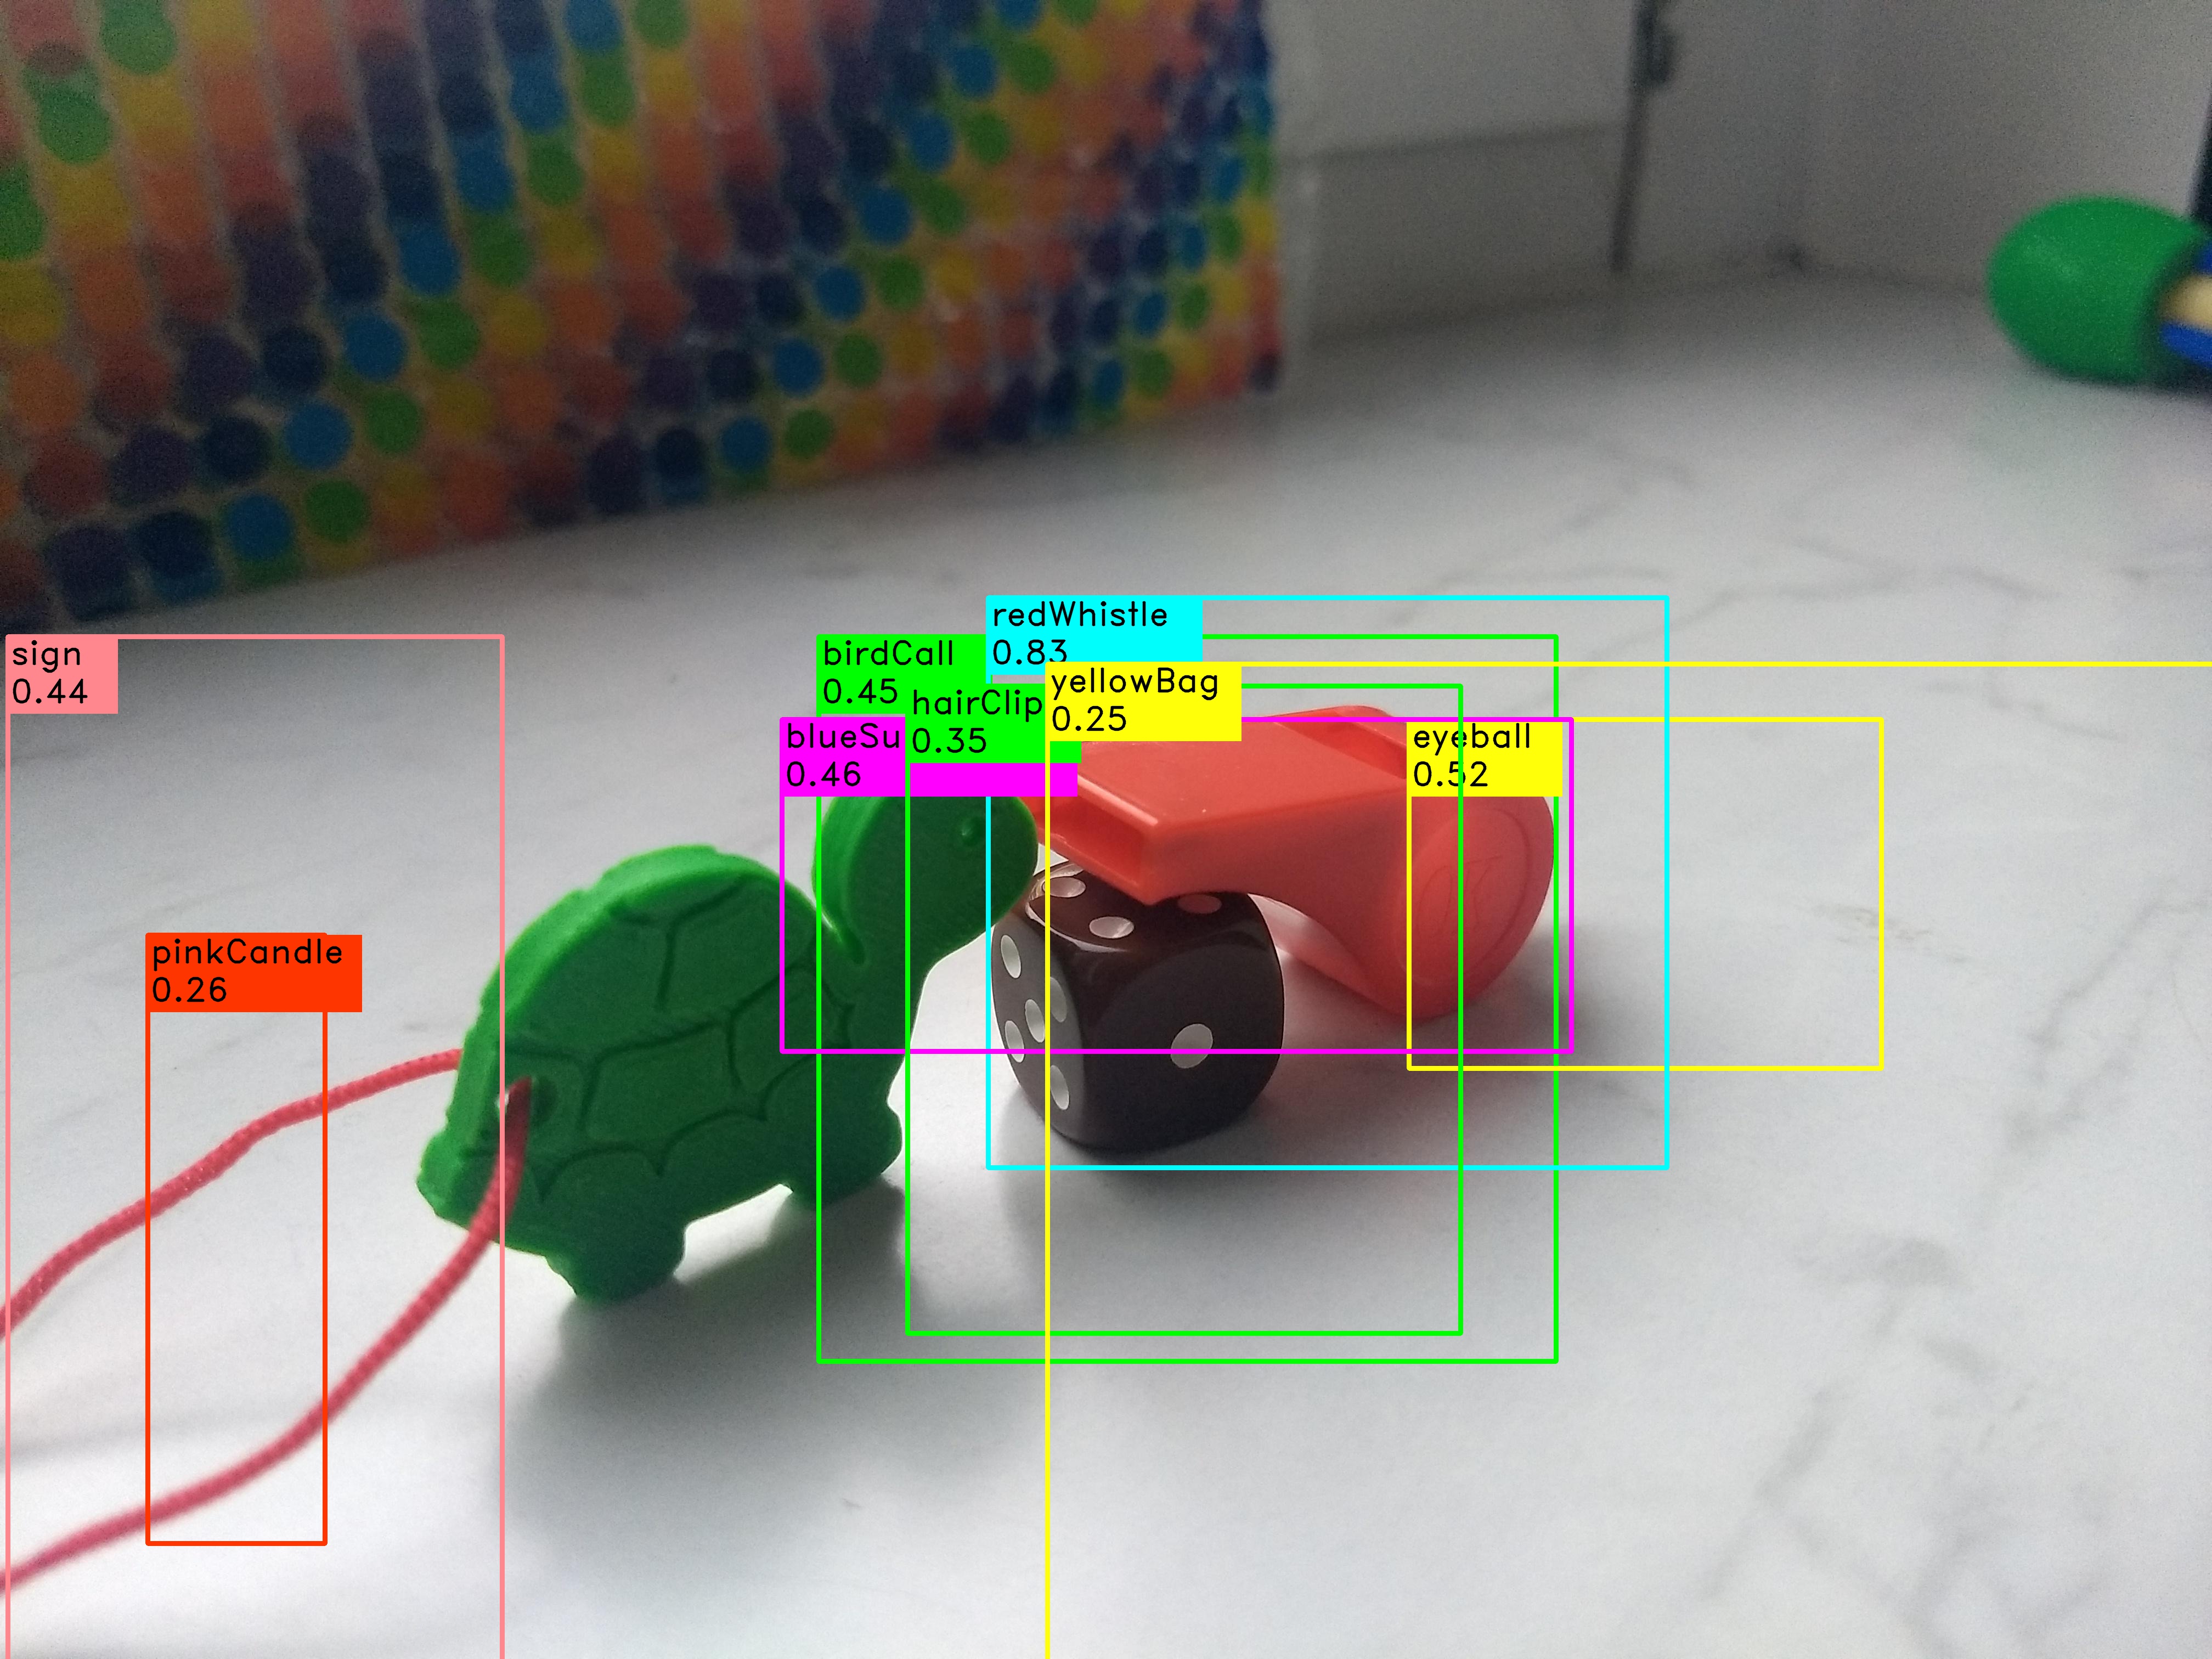 redWhistle
0.83
sign
0.44
birdCall
0.45
hairClip
0.35
yellowBag
0.25
blueSu
0.46
eyeball
0.52
pinkCandle
0.26